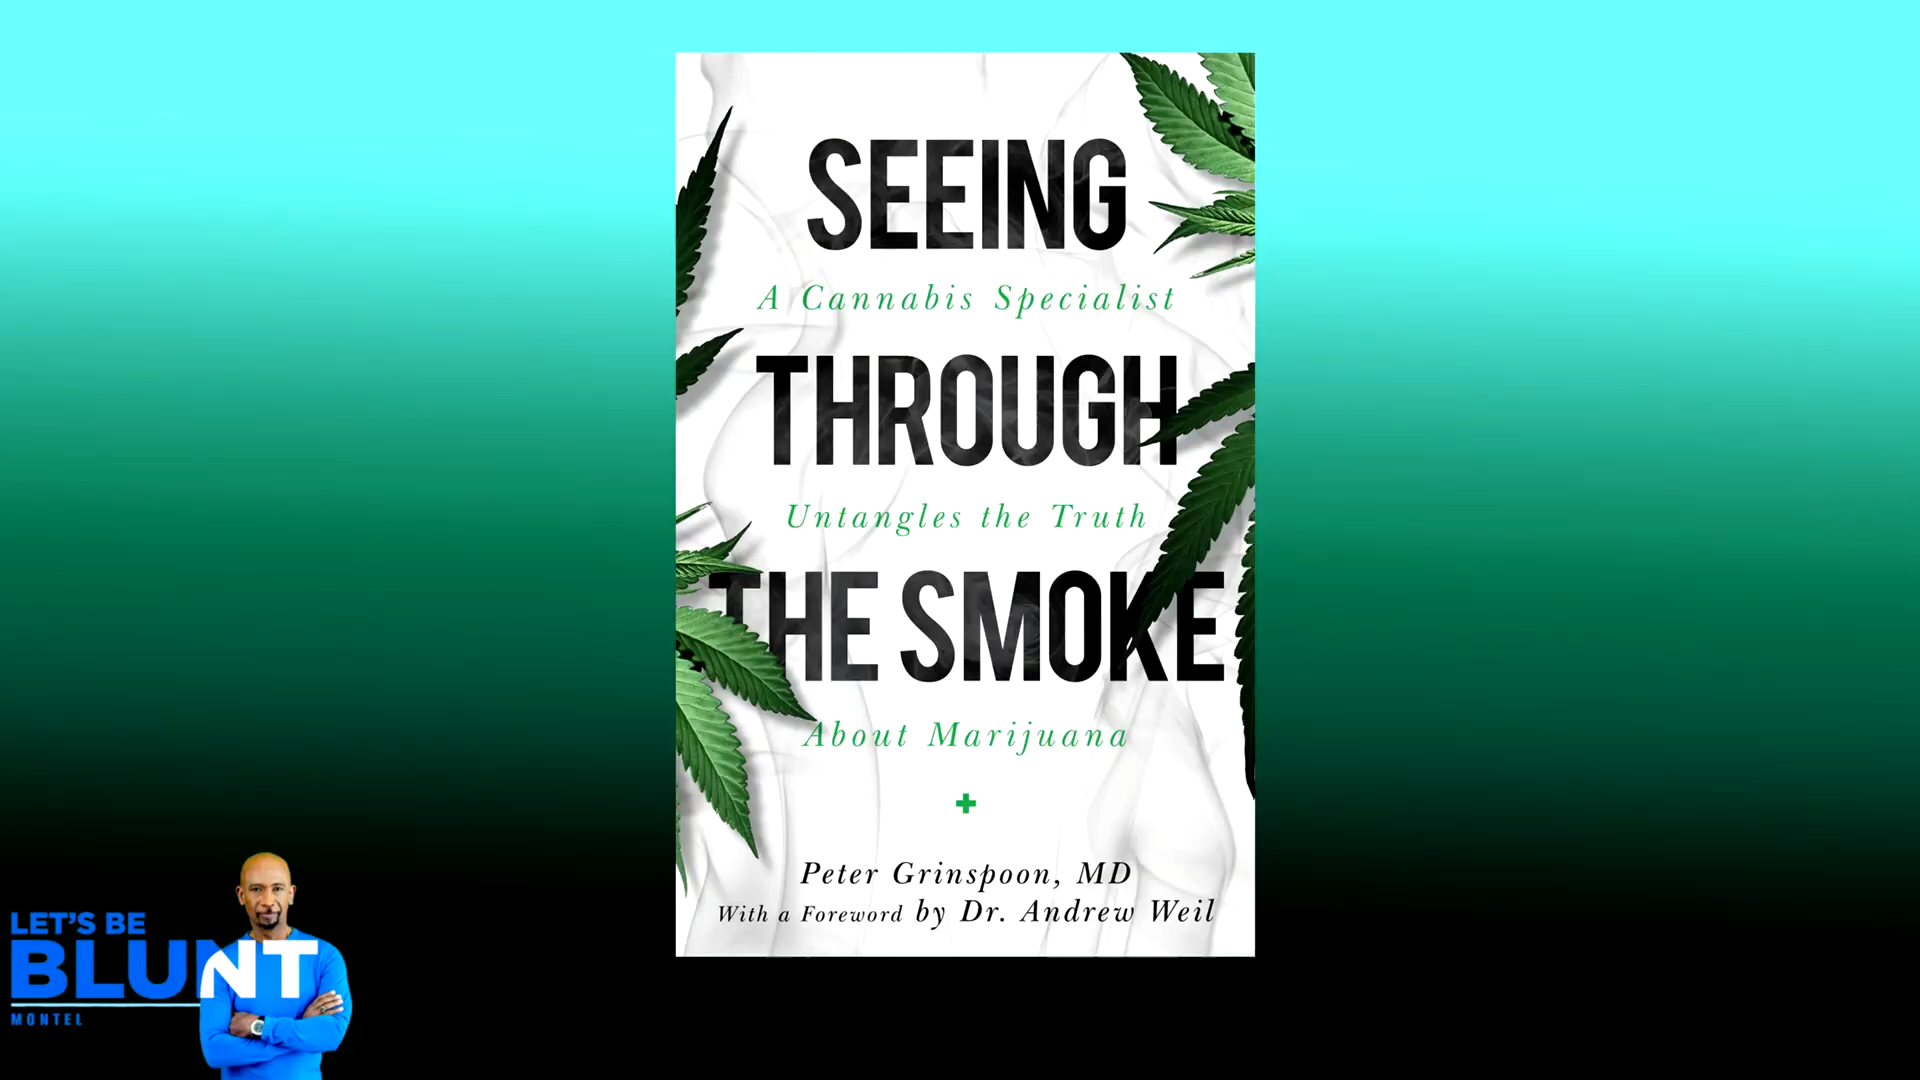 SEEING
A Cannabis Specialist
THROUGH
Untangles the Truth
THE SMOKE
About Marijuana
Peter Grinspoon, MD
With a Foreword by Dr. Andrew Weil
LET'S BE
BLUNT
MONTEL